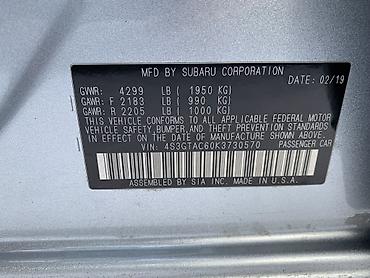 MFD BY SUBARU CORPORATION
GVWR: 4299 LB ( 1950 KG) DATE: 02/19
GAWR: F 2183 LB ( 990 KG)
GAWR: R 2205 LB ( 1000 KG)
THIS VEHICLE CONFORMS TO ALL APPLICABLE FEDERAL MOTOR
VEHICLE SAFETY, BUMPER, AND THEFT PREVENTION STANDARDS
IN EFFECT ON THE DATE OF MANUFACTURE SHOWN ABOVE.
VIN: 4S3GTAC60K3730570 PASSENGER CAR
ASSEMBLED BY SIA INC. MADE IN U.S.A.